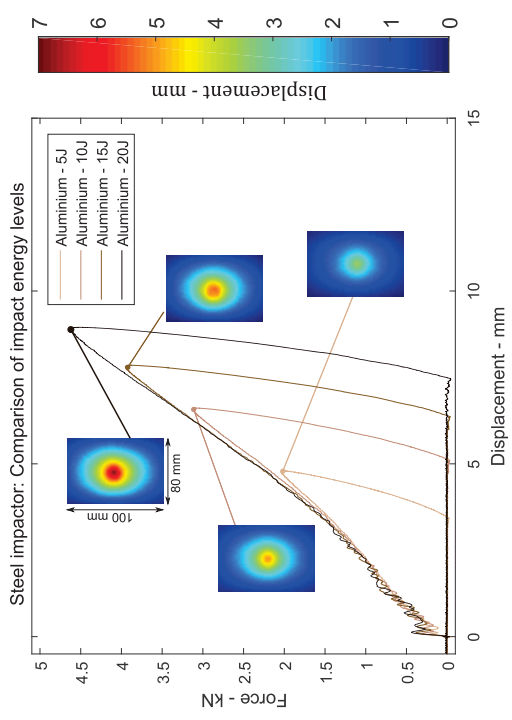 Steel impactor: Comparison of impact energy levels
Force - kN
5
4.5
4
3.5
3
2.5
2
1.5
1
0.5
0
0
5
10
15
Displacement - mm
Aluminium - 5J
Aluminium - 10J
Aluminium - 15J
Aluminium - 20J
100 mm
80 mm
7
6
5
4
3
2
1
0
Displacement - mm